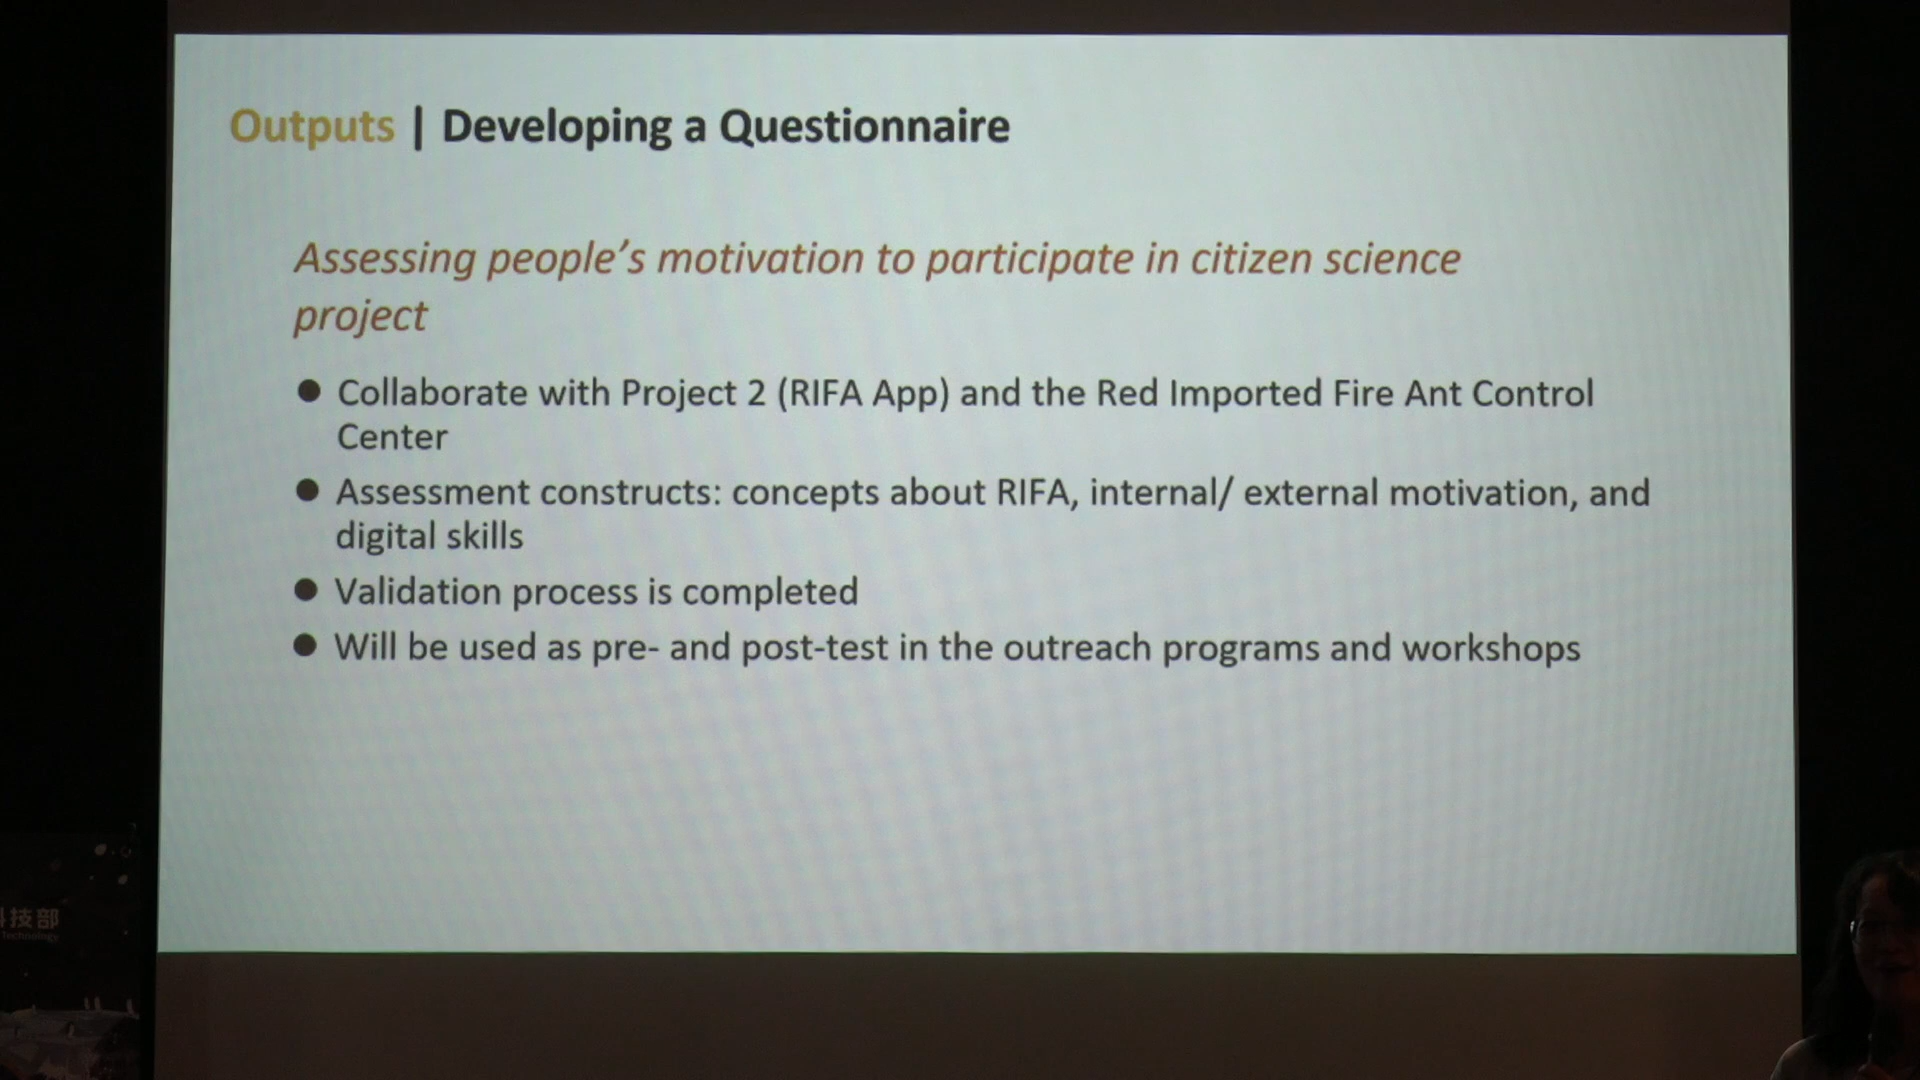 Outputs | Developing a Questionnaire
Assessing people's motivation to participate in citizen science
project
● Collaborate with Project 2 (RIFA App) and the Red Imported Fire Ant Control
Center
● Assessment constructs: concepts about RIFA, internal/ external motivation, and
digital skills
● Validation process is completed
● Will be used as pre- and post-test in the outreach programs and workshops
技部
Technology